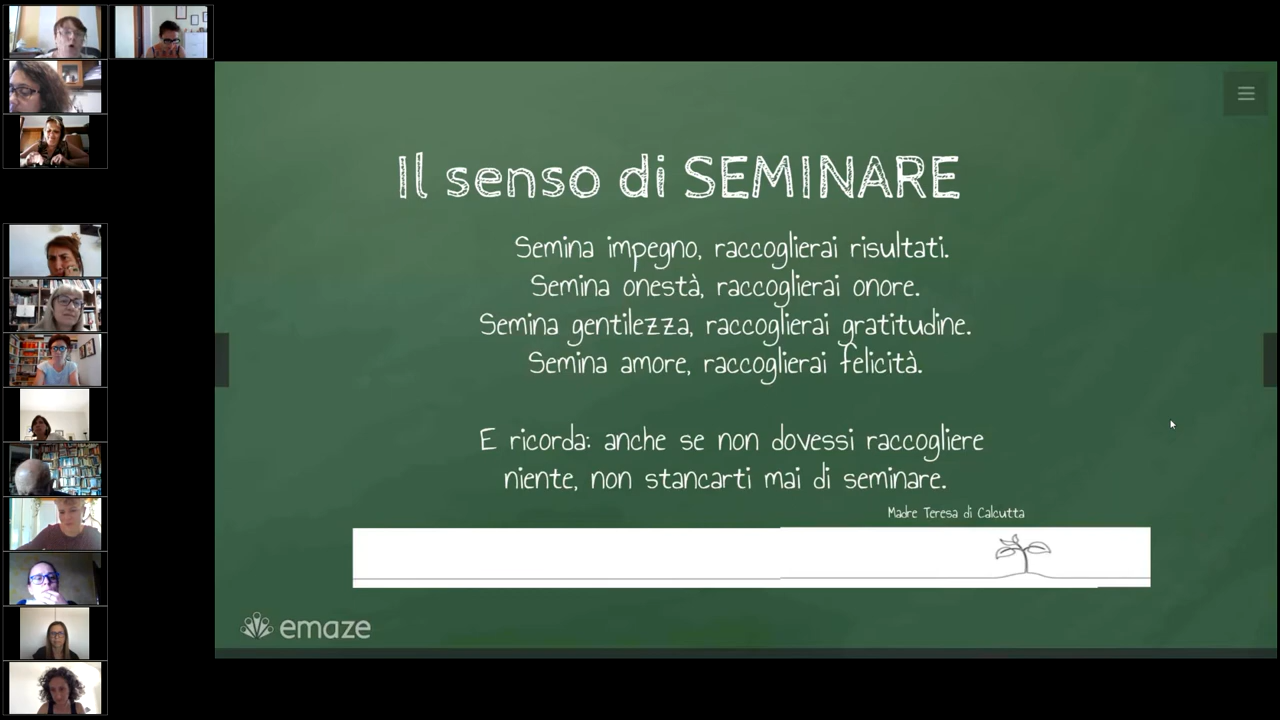 Il senso di SEMINARE
Semina impegno, raccoglierai risultati.
Semina onestà, raccoglierai onore.
Semina gentilezza, raccoglierai gratitudine.
Semina amore, raccoglierai felicità.
E ricorda: anche se non dovessi raccogliere
niente, non stancarti mai di seminare.
Madre Teresa di Calcutta
emaze